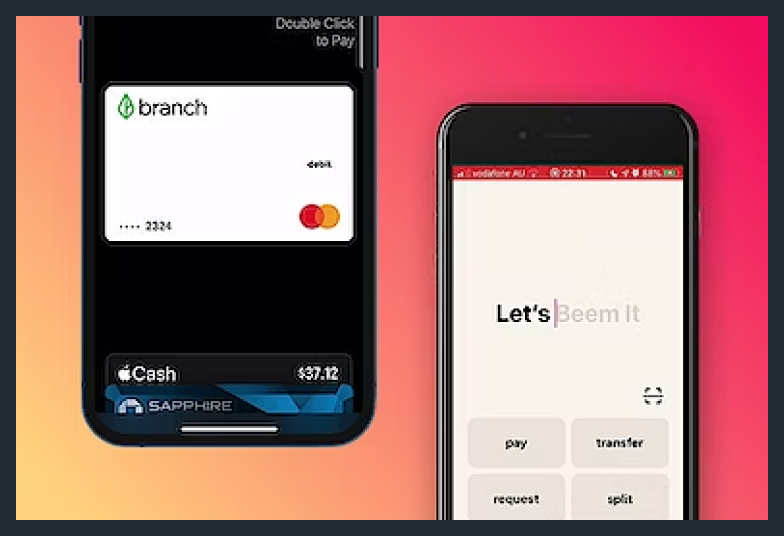 Double Click
to Pay
branch
debit
•••• 2324
Cash
$37.12
SAPPHIRE
vodafone AU 22:31 68%
Let's Beem It
pay
transfer
request
split